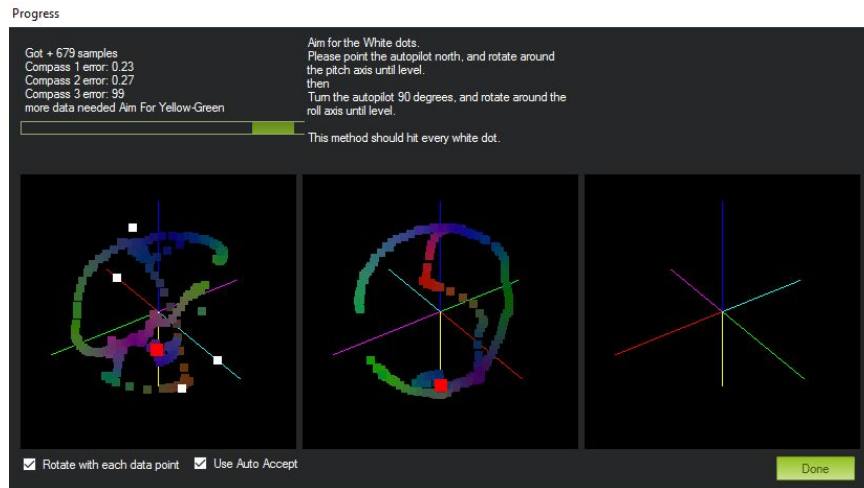 Progress
Got + 679 samples
Compass 1 error: 0.23
Compass 2 error: 0.27
Compass 3 error: 99
more data needed Aim For Yellow-Green
Aim for the White dots.
Please point the autopilot north, and rotate around
the pitch axis until level.
then
Turn the autopilot 90 degrees, and rotate around the
roll axis until level.
This method should hit every white dot.
Rotate with each data point
Use Auto Accept
Done